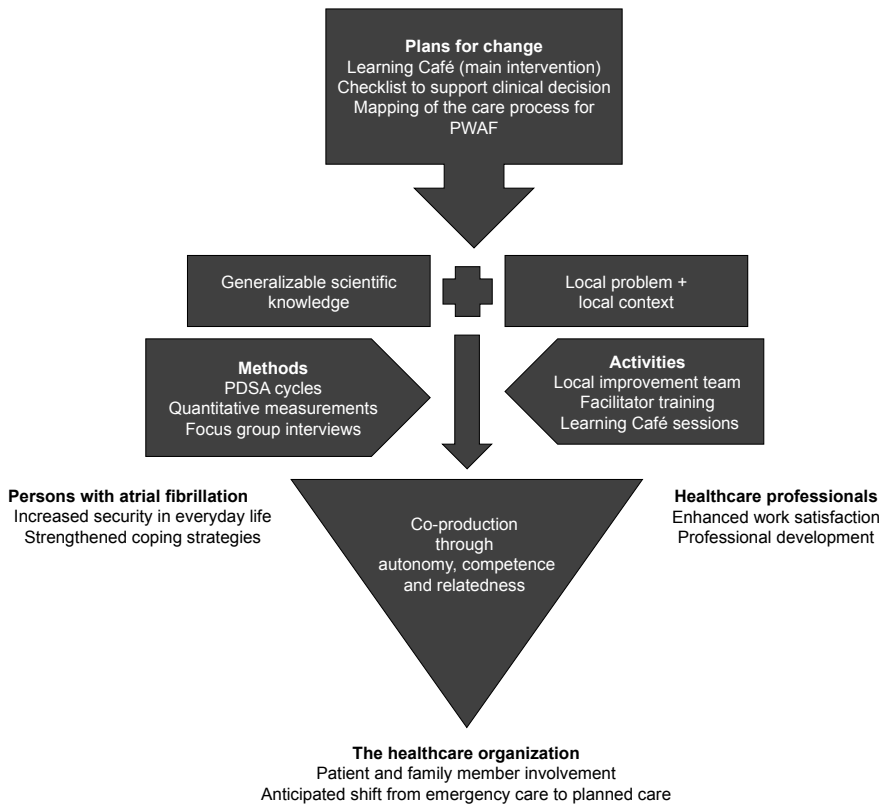 Plans for change
Learning Café (main intervention)
Checklist to support clinical decision
Mapping of the care process for
PWAF
Generalizable scientific
knowledge
Local problem +
local context
Methods
PDSA cycles
Quantitative measurements
Focus group interviews
Activities
Local improvement team
Facilitator training
Learning Café sessions
Persons with atrial fibrillation
Increased security in everyday life
Strengthened coping strategies
Co-production
through
autonomy, competence
and relatedness
Healthcare professionals
Enhanced work satisfaction
Professional development
The healthcare organization
Patient and family member involvement
Anticipated shift from emergency care to planned care